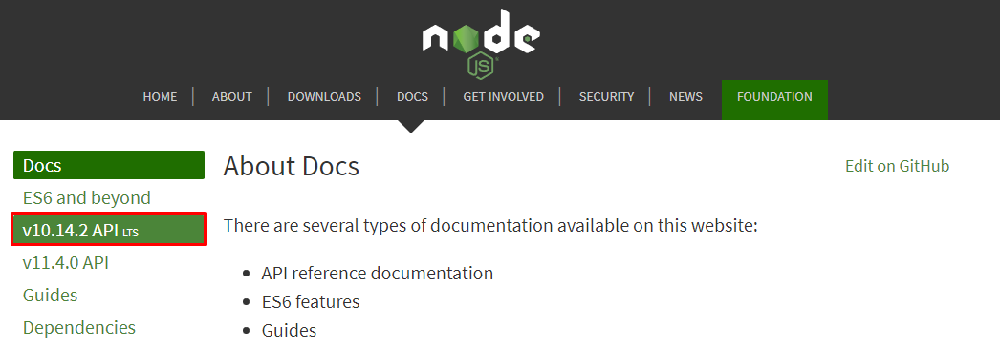 node
JS
HOME ABOUT DOWNLOADS DOCS GET INVOLVED SECURITY NEWS FOUNDATION
Docs
ES6 and beyond
v10.14.2 API LTS
v11.4.0 API
Guides
Dependencies
About Docs
Edit on GitHub
There are several types of documentation available on this website:
• API reference documentation
• ES6 features
• Guides